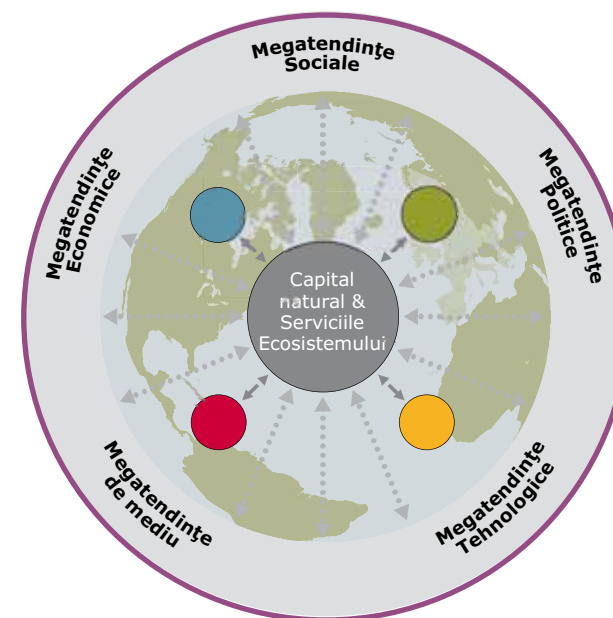 Megatendinţe
Sociale
Megatendinţe
Economice
Megatendinţe
Politice
Capital
natural &
Serviciile
Ecosistemului
Megatendinţe
de mediu
Megatendinţe
Tehnologice